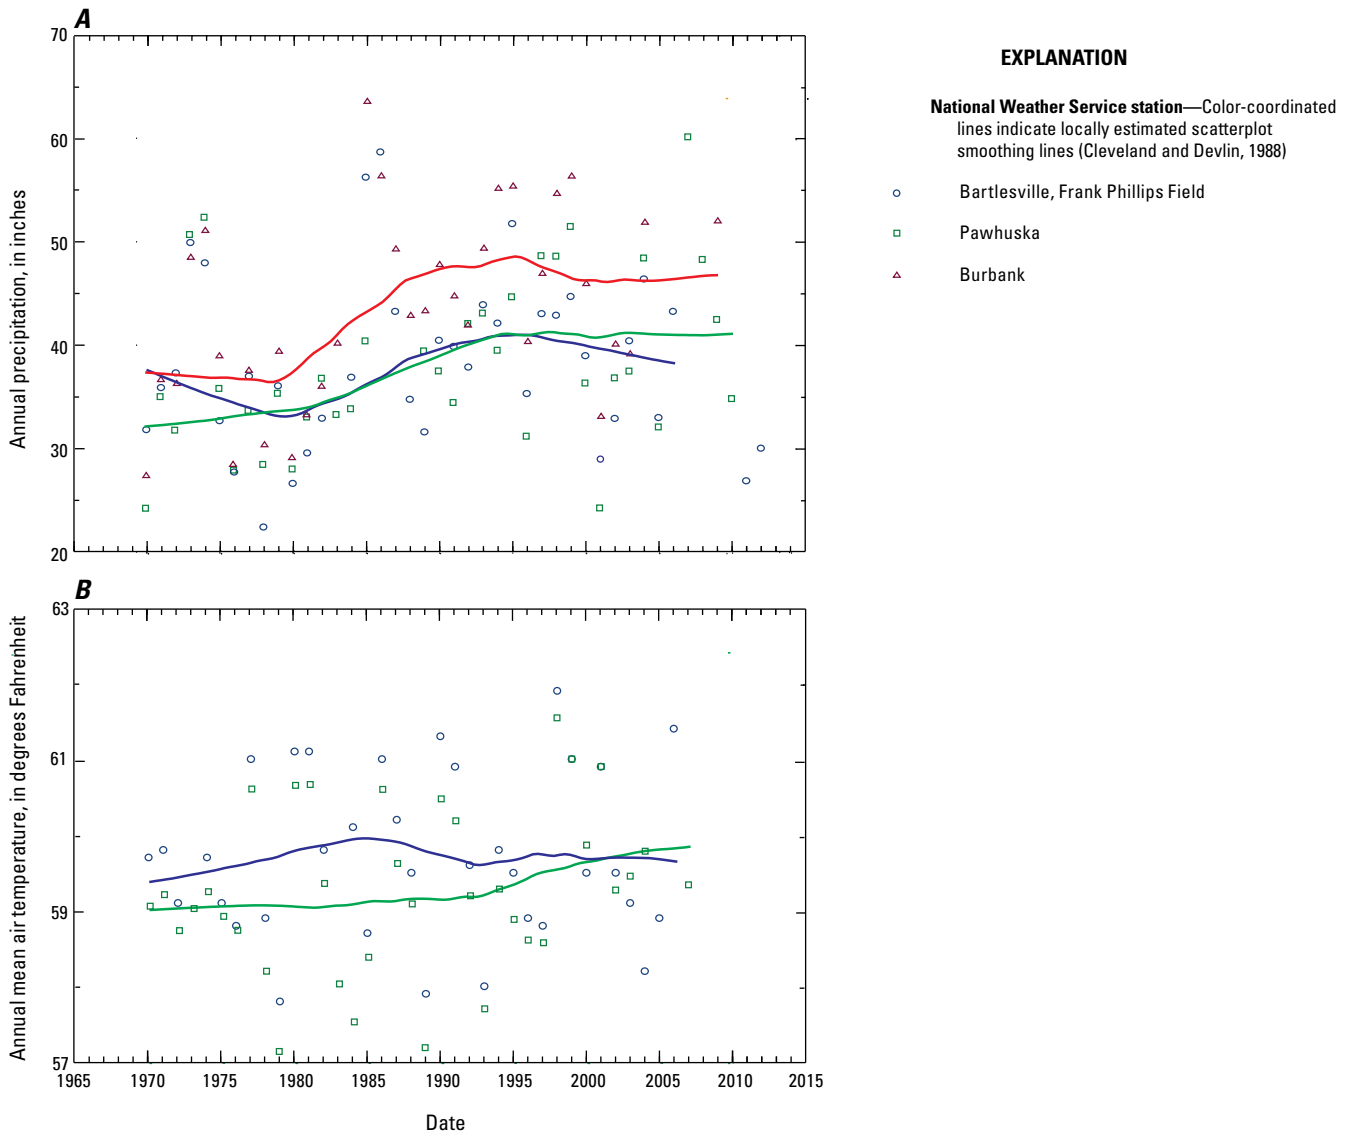 A
70
60
50
40
30
20
Annual precipitation, in inches
EXPLANATION
National Weather Service station—Color-coordinated
lines indicate locally estimated scatterplot
smoothing lines (Cleveland and Devlin, 1988)
Bartlesville, Frank Phillips Field
Pawhuska
Burbank
B
63
61
59
57
Annual mean air temperature, in degrees Fahrenheit
1965 1970 1975 1980 1985 1990 1995 2000 2005 2010 2015
Date